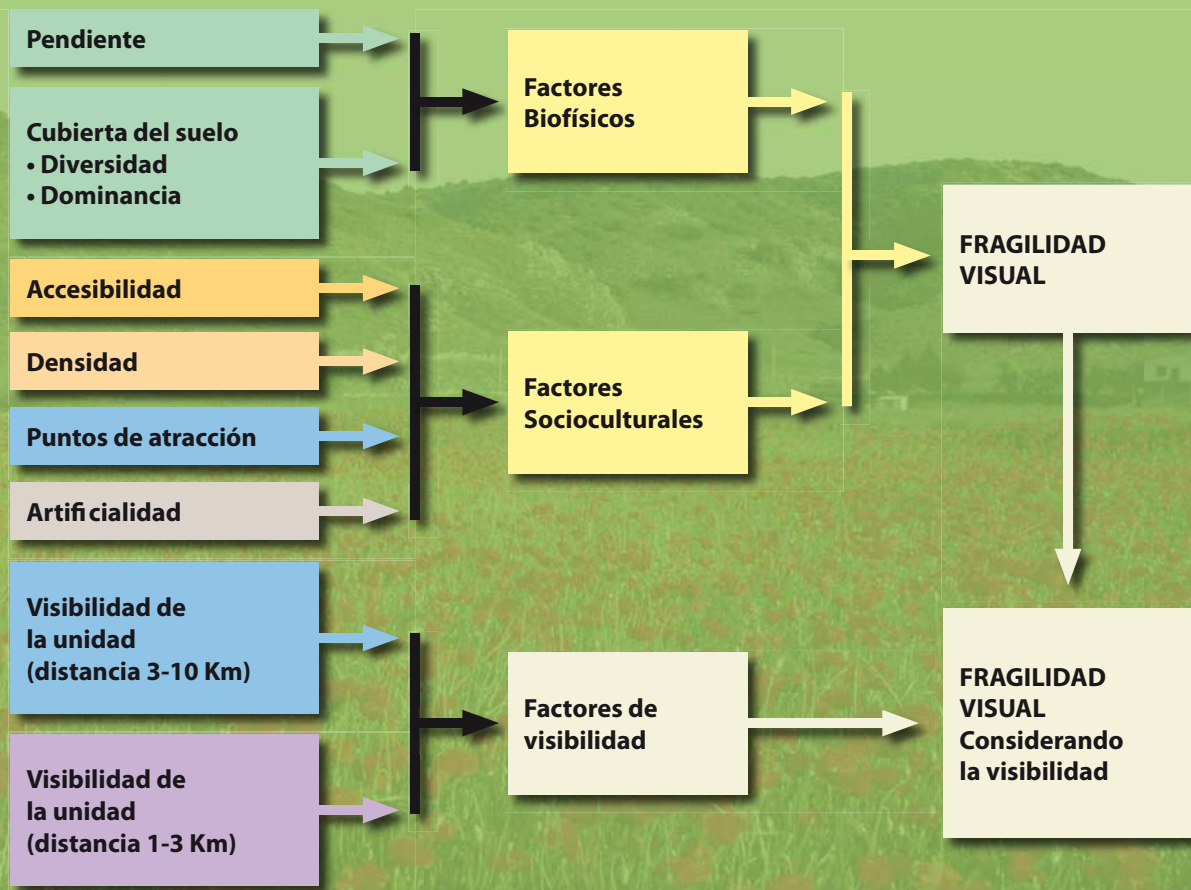 Pendiente
Cubierta del suelo
• Diversidad
• Dominancia
Accesibilidad
Densidad
Puntos de atracción
Artificialidad
Visibilidad de
la unidad
(distancia 3-10 Km)
Visibilidad de
la unidad
(distancia 1-3 Km)
Factores
Biofísicos
Factores
Socioculturales
Factores de
visibilidad
FRAGILIDAD
VISUAL
FRAGILIDAD
VISUAL
Considerando
la visibilidad